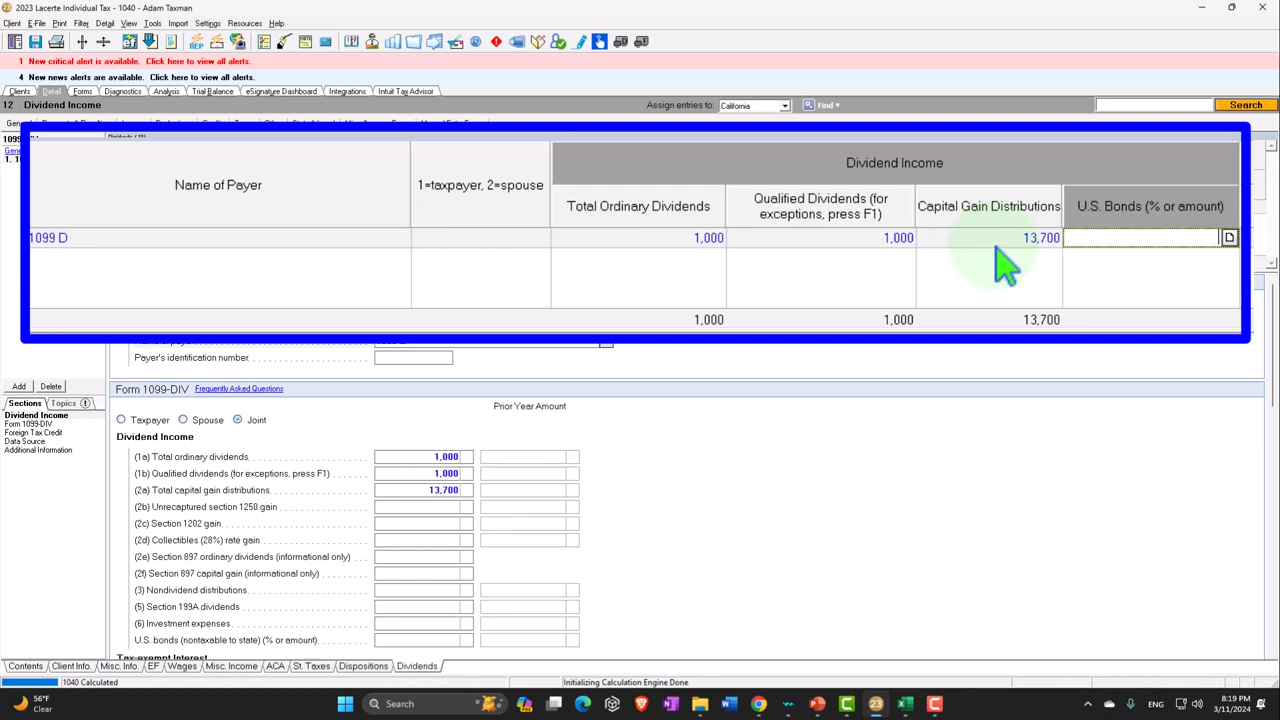 2023 Lacerte Individual Tax - 1040 - Adam Taxman
Client E-File Print Filter Detail View Tools Import Settings Resources Help
1 New critical alert is available. Click here to view all alerts.
4 New news alerts are available. Click here to view all alerts.
Clients Detail Forms Diagnostics Analysis Trial Balance eSignature Dashboard Integrations Intuit Tax Advisor
12 Dividend Income Assign entries to: California Find Search
Name of Payer 1=taxpayer, 2=spouse Dividend Income
Total Ordinary Dividends Qualified Dividends (for exceptions, press F1) Capital Gain Distributions U.S. Bonds (% or amount)
1099 D 1,000 1,000 13,700
1,000 1,000 13,700
Payer's identification number
Add Delete
Form 1099-DIV Frequently Asked Questions
Sections Topics
Prior Year Amount
Dividend Income
Form 1099-DIV
Foreign Tax Credit
Data Source
Additional Information
Taxpayer Spouse Joint
Dividend Income
(1a) Total ordinary dividends 1,000
(1b) Qualified dividends (for exceptions, press F1) 1,000
(2a) Total capital gain distributions 13,700
(2b) Unrecaptured section 1250 gain
(2c) Section 1202 gain
(2d) Collectibles (28%) rate gain
(2e) Section 897 ordinary dividends (informational only)
(2f) Section 897 capital gain (informational only)
(3) Nondividend distributions
(5) Section 199A dividends
(6) Investment expenses
U.S. bonds (nontaxable to state) (% or amount)
Tax-exempt Interest
Contents Client Info. Misc. Info. EF Wages Misc. Income ACA St. Taxes Dispositions Dividends
1040 Calculated Initializing Calculation Engine Done
56°F
Clear
Search
23
ENG
8:19 PM
3/11/2024